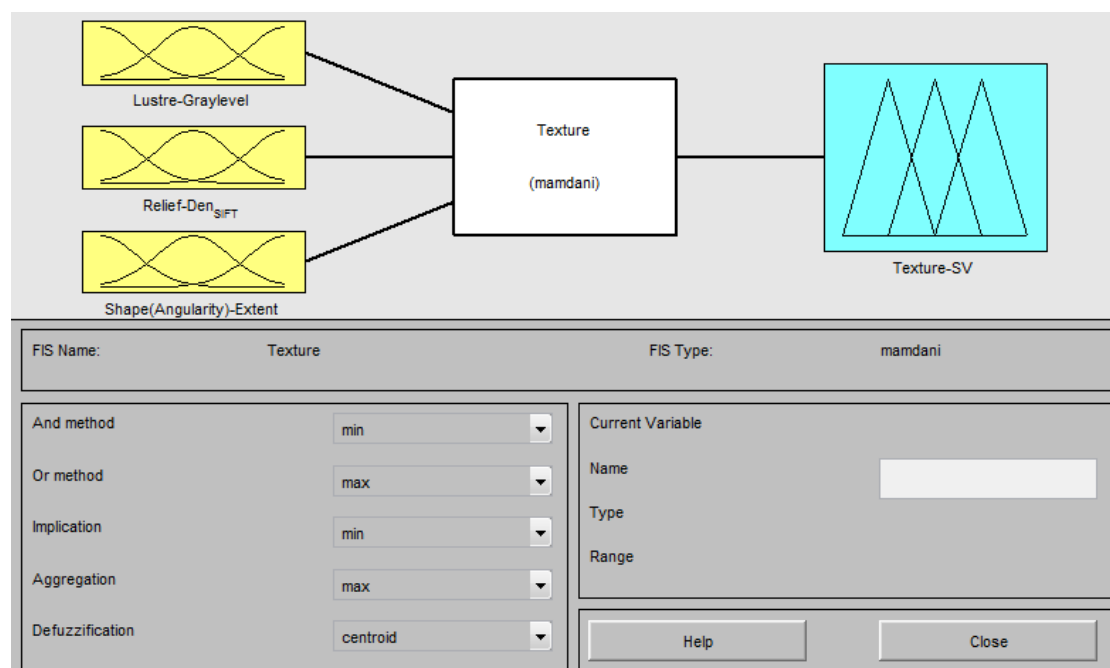 Lustre-Graylevel
Relief-Den_SIFT
Shape(Angularity)-Extent
Texture
(mamdani)
Texture-SV
FIS Name: Texture FIS Type: mamdani
And method min
Or method max
Implication min
Aggregation max
Defuzzification centroid
Current Variable
Name
Type
Range
Help Close